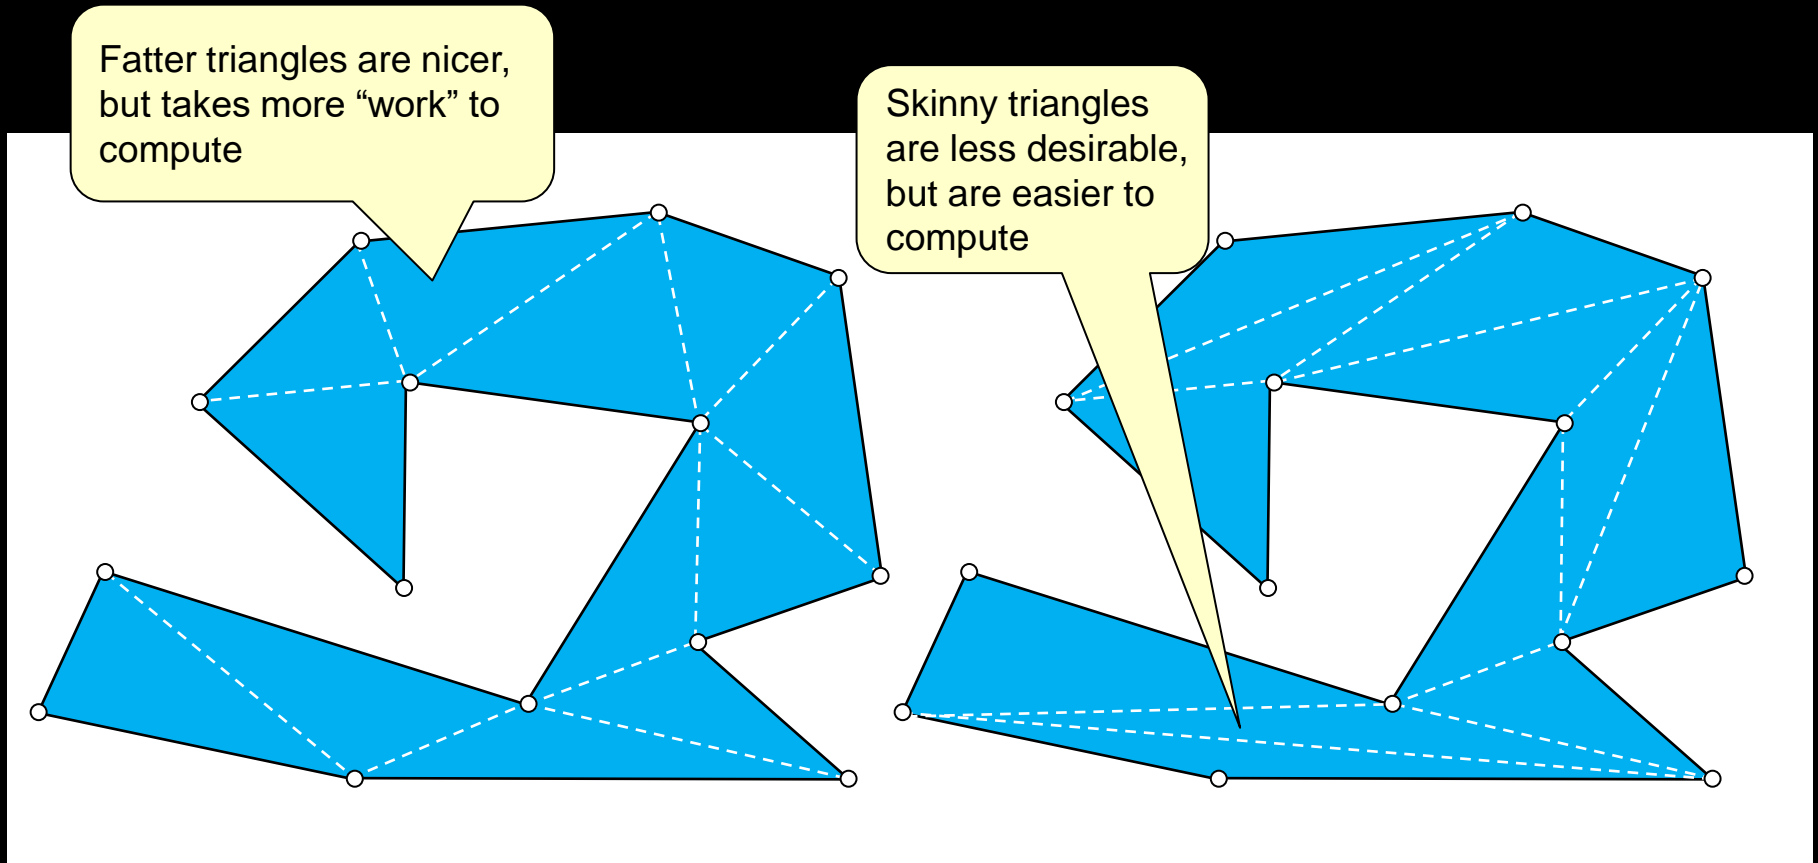 Fatter triangles are nicer,
but takes more “work” to
compute
Skinny triangles
are less desirable,
but are easier to
compute